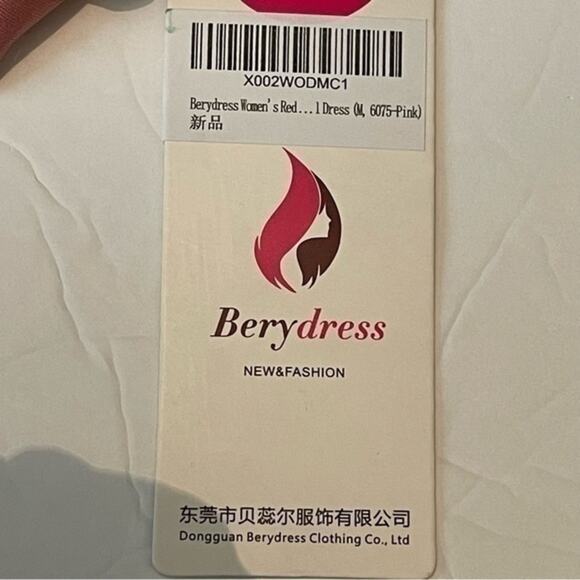 X002WODMC1
Berydress Women's Red...l Dress (M, 6075-Pink)
新品
Berydress
NEW&FASHION
东莞市贝蕊尔服饰有限公司
Dongguan Berydress Clothing Co., Ltd